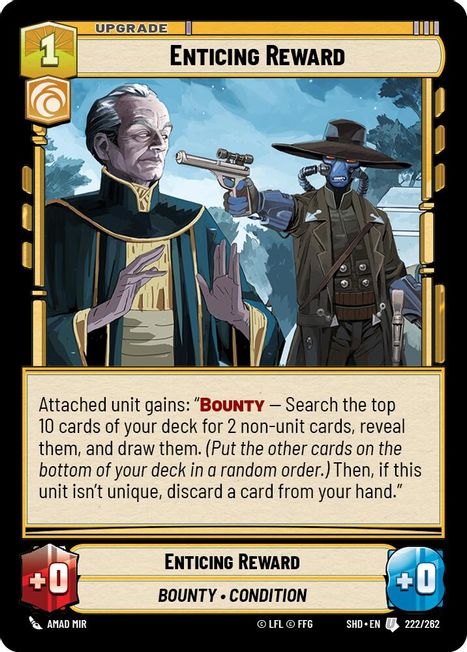 UPGRADE
1
ENTICING REWARD
Attached unit gains: “BOUNTY — Search the top
10 cards of your deck for 2 non-unit cards, reveal
them, and draw them. (Put the other cards on the
bottom of your deck in a random order.) Then, if this
unit isn’t unique, discard a card from your hand.”
+0
ENTICING REWARD
+0
BOUNTY • CONDITION
AMAD MIR
© LFL © FFG
SHD • EN
U
222/262